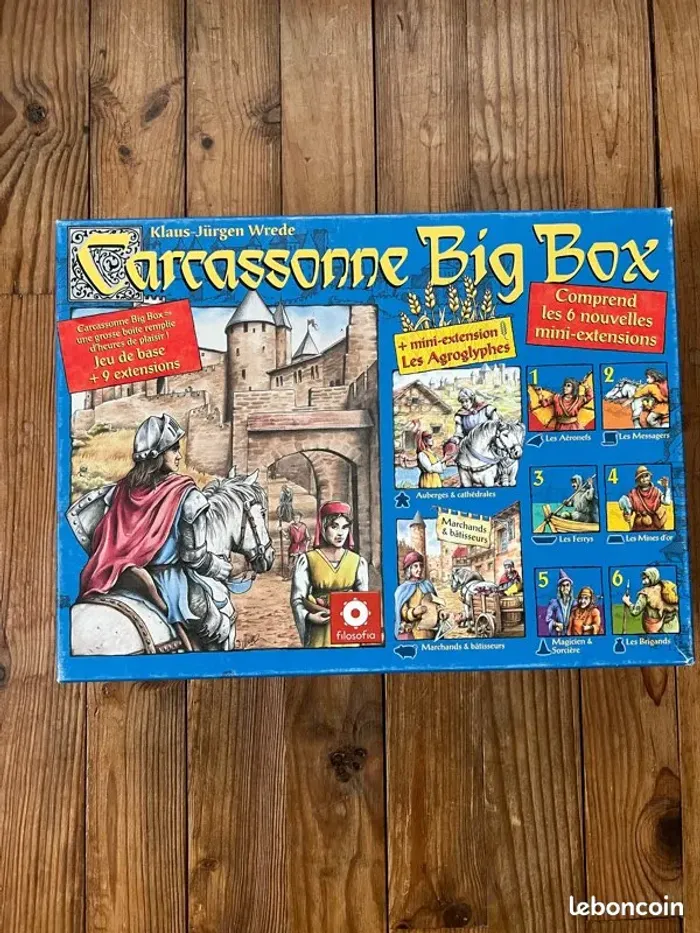 Klaus-Jürgen Wrede
Carcassonne Big Box
Carcassonne Big Box =
une grosse boîte remplie
d'heures de plaisir !
Jeu de base
+ 9 extensions
+ mini-extension !
Les Agroglyphes
Comprend
les 6 nouvelles
mini-extensions
Auberges & cathédrales
Marchands
& bâtisseurs
Marchands & bâtisseurs
1
Les Aéronefs
2
Les Messagers
3
Les Ferrys
4
Les Mines d'or
5
Magicien &
Sorcière
6
Les Brigands
filosofia
leboncoin